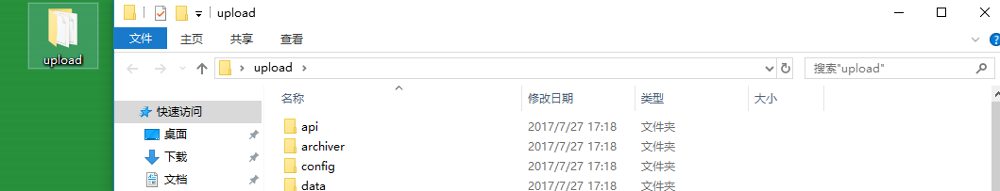 upload
upload
文件 主页 共享 查看
upload
搜索"upload"
名称 修改日期 类型 大小
快速访问
桌面
下载
文档
api 2017/7/27 17:18 文件夹
archiver 2017/7/27 17:18 文件夹
config 2017/7/27 17:18 文件夹
data 2017/7/27 17:18 文件夹